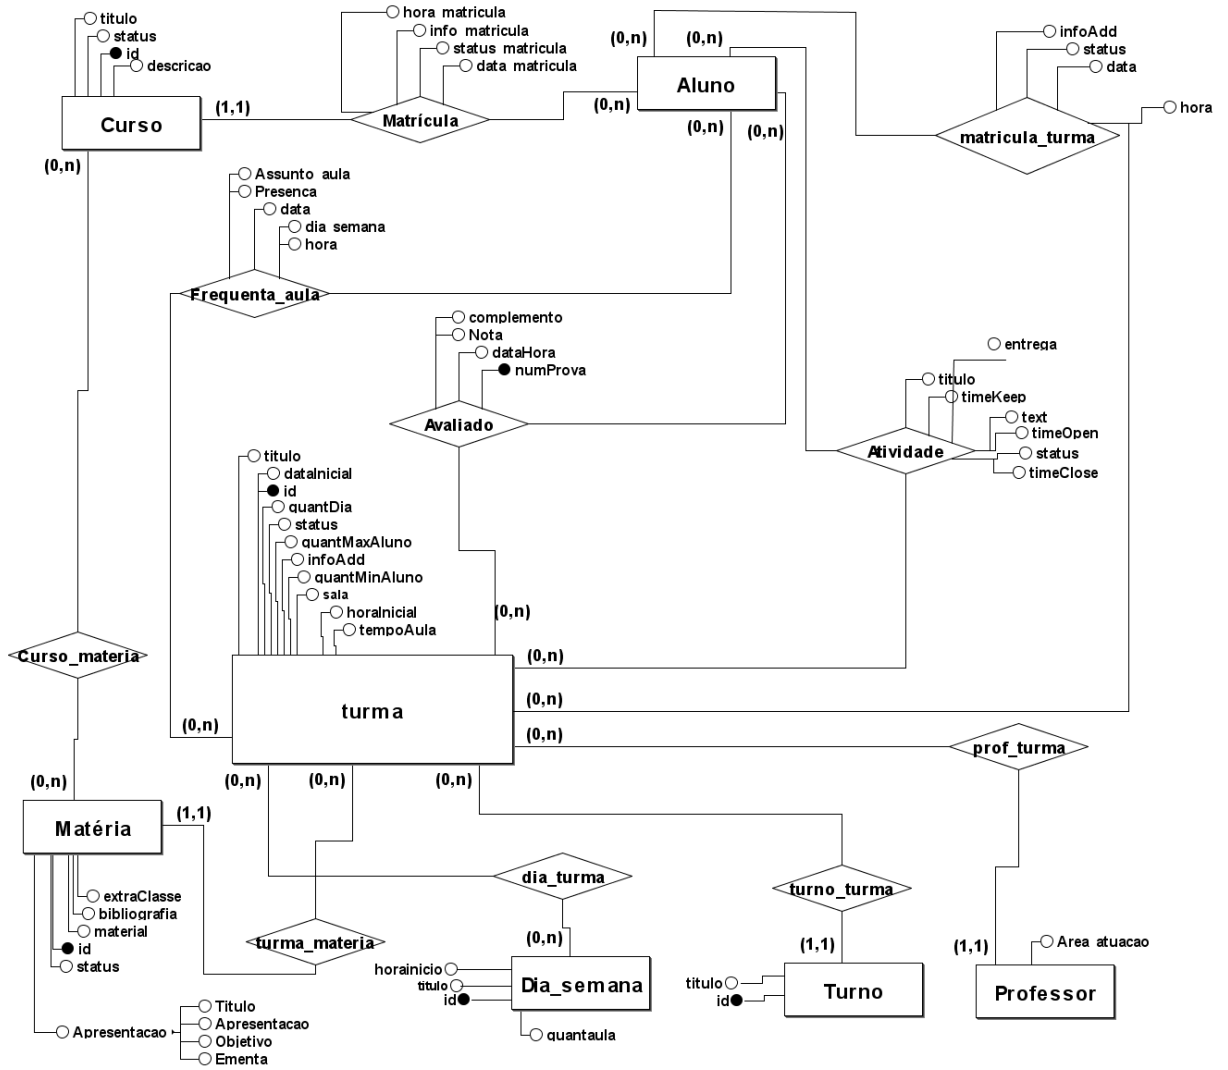 titulo
status
id
descricao
Curso
(1,1)
(0,n)
hora matricula
info matricula
status matricula
data matricula
Matrícula
(0,n)
(0,n)
(0,n)
Aluno
(0,n)
(0,n)
infoAdd
status
data
hora
matricula_turma
Assunto aula
Presenca
data
dia semana
hora
Frequenta_aula
complemento
Nota
dataHora
numProva
Avaliado
entrega
titulo
timeKeep
text
timeOpen
status
timeClose
Atividade
titulo
dataInicial
id
quantDia
status
quantMaxAluno
infoAdd
quantMinAluno
sala
horaInicial
tempoAula
(0,n)
(0,n)
(0,n)
(0,n)
(0,n)
turma
(0,n)
(0,n)
(0,n)
Curso_materia
(0,n)
Matéria
(1,1)
extraClasse
bibliografia
material
id
status
Apresentacao
Titulo
Apresentacao
Objetivo
Ementa
turma_materia
dia_turma
(0,n)
horainicio
titulo
id
Dia_semana
quantaula
turno_turma
(1,1)
titulo
id
Turno
prof_turma
(1,1)
Area atuacao
Professor